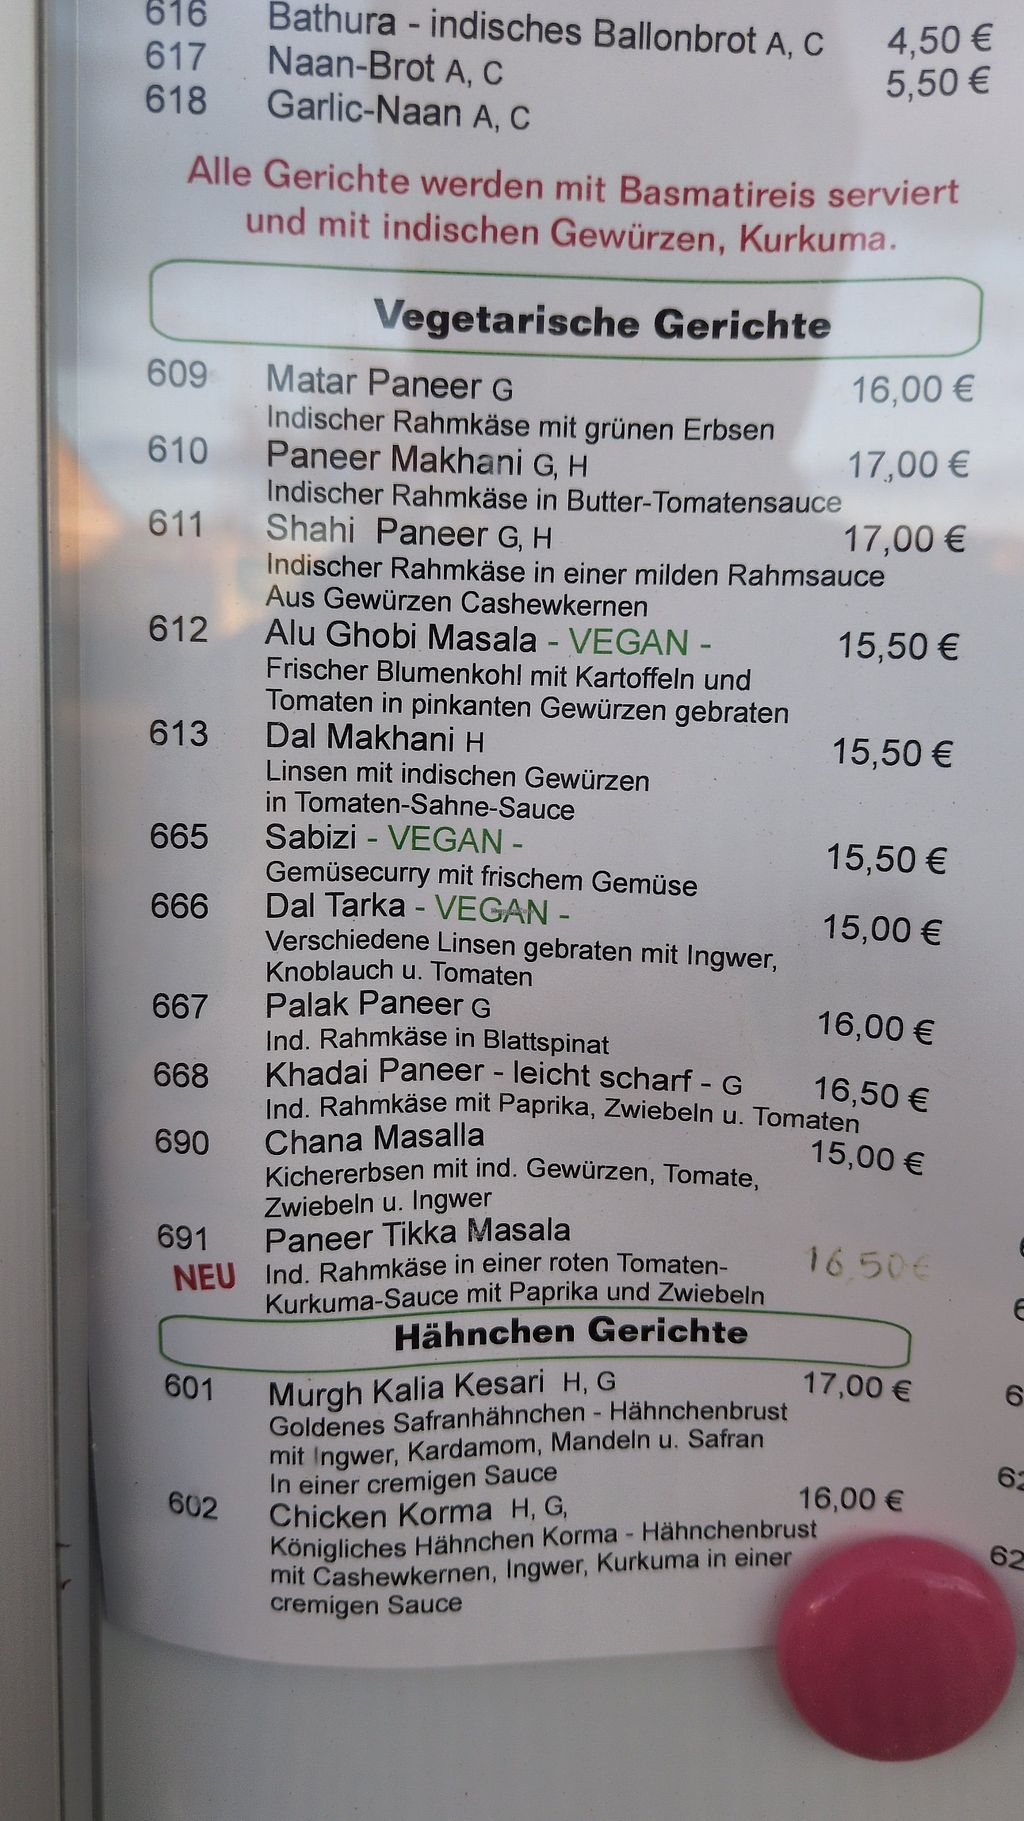 616 Bathura - indisches Ballonbrot A, C 4,50 €
617 Naan-Brot A, C 5,50 €
618 Garlic-Naan A, C
Alle Gerichte werden mit Basmatireis serviert
und mit indischen Gewürzen, Kurkuma.
Vegetarische Gerichte
609 Matar Paneer G 16,00 €
Indischer Rahmkäse mit grünen Erbsen
610 Paneer Makhani G, H 17,00 €
Indischer Rahmkäse in Butter-Tomatensauce
611 Shahi Paneer G, H 17,00 €
Indischer Rahmkäse in einer milden Rahmsauce
Aus Gewürzen Cashewkernen
612 Alu Ghobi Masala - VEGAN - 15,50 €
Frischer Blumenkohl mit Kartoffeln und
Tomaten in pinkanten Gewürzen gebraten
613 Dal Makhani H 15,50 €
Linsen mit indischen Gewürzen
in Tomaten-Sahne-Sauce
665 Sabizi - VEGAN - 15,50 €
Gemüsecurry mit frischem Gemüse
666 Dal Tarka - VEGAN - 15,00 €
Verschiedene Linsen gebraten mit Ingwer,
Knoblauch u. Tomaten
667 Palak Paneer G 16,00 €
Ind. Rahmkäse in Blattspinat
668 Khadai Paneer - leicht scharf - G 16,50 €
Ind. Rahmkäse mit Paprika, Zwiebeln u. Tomaten
690 Chana Masalla 15,00 €
Kichererbsen mit ind. Gewürzen, Tomate,
Zwiebeln u. Ingwer
691 Paneer Tikka Masala 16,50€
NEU Ind. Rahmkäse in einer roten Tomaten-
Kurkuma-Sauce mit Paprika und Zwiebeln
Hähnchen Gerichte
601 Murgh Kalia Kesari H, G 17,00 €
Goldenes Safranhähnchen - Hähnchenbrust
mit Ingwer, Kardamom, Mandeln u. Safran
In einer cremigen Sauce
602 Chicken Korma H, G, 16,00 €
Königliches Hähnchen Korma - Hähnchenbrust
mit Cashewkernen, Ingwer, Kurkuma in einer
cremigen Sauce